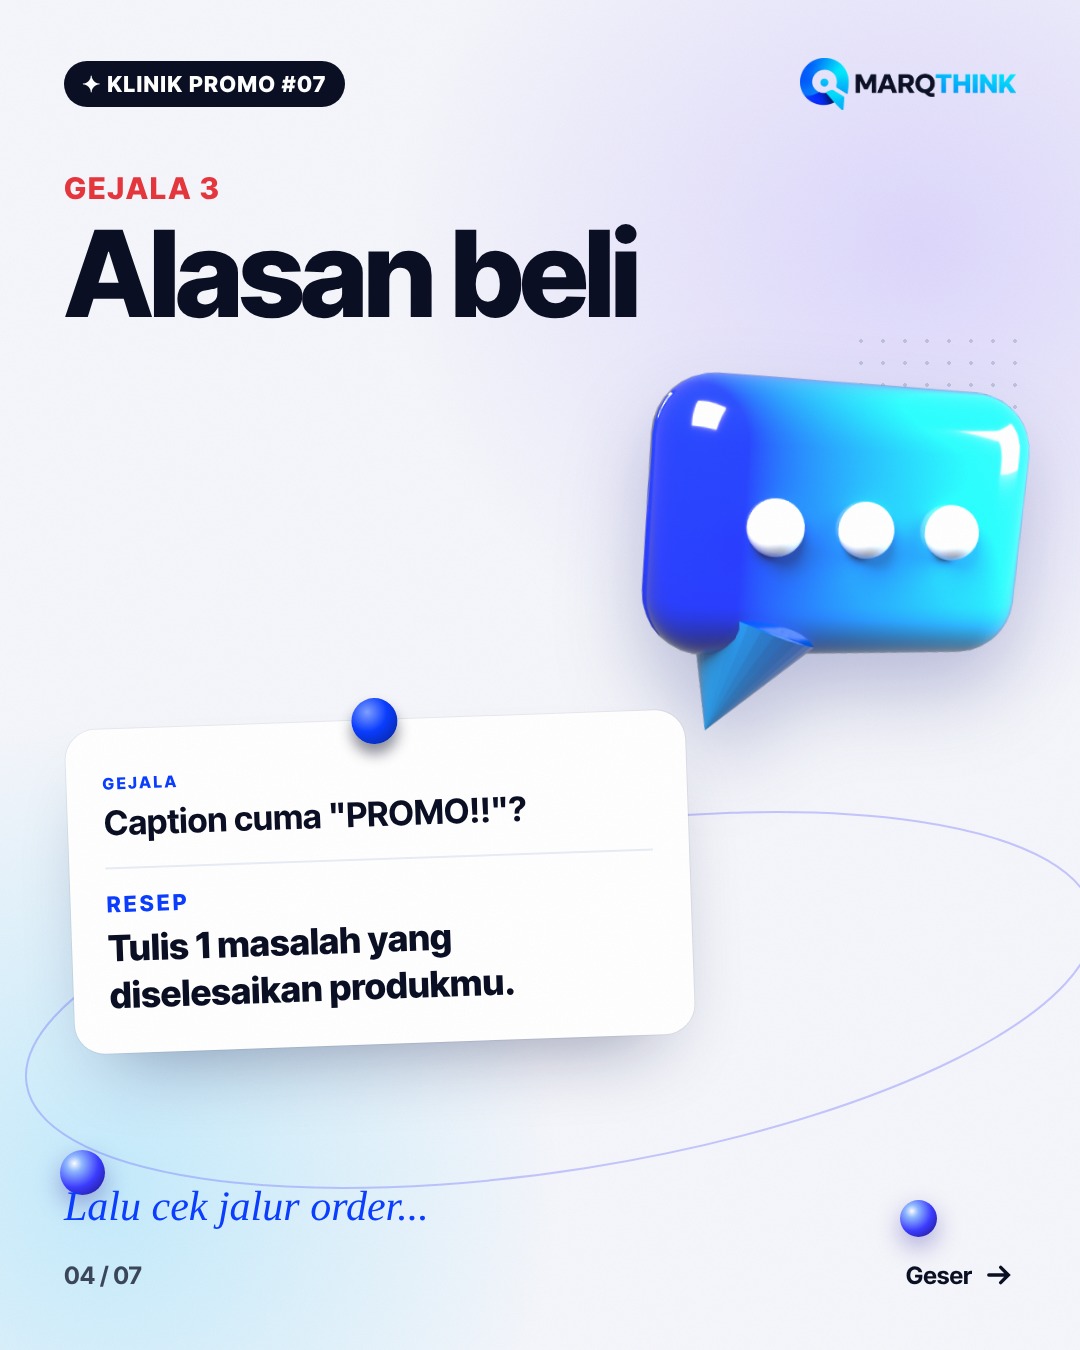 ✦ KLINIK PROMO #07
MARQTHINK
GEJALA 3
Alasan beli
GEJALA
Caption cuma "PROMO!!"?
RESEP
Tulis 1 masalah yang
diselesaikan produkmu.
Lalu cek jalur order...
04 / 07
Geser →